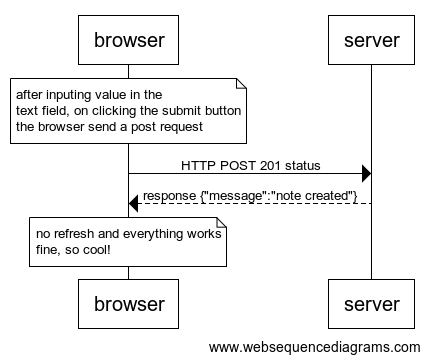 browser
server
after inputing value in the
text field, on clicking the submit button
the browser send a post request
HTTP POST 201 status
response {"message":"note created"}
no refresh and everything works
fine, so cool!
browser
server
www.websequencediagrams.com